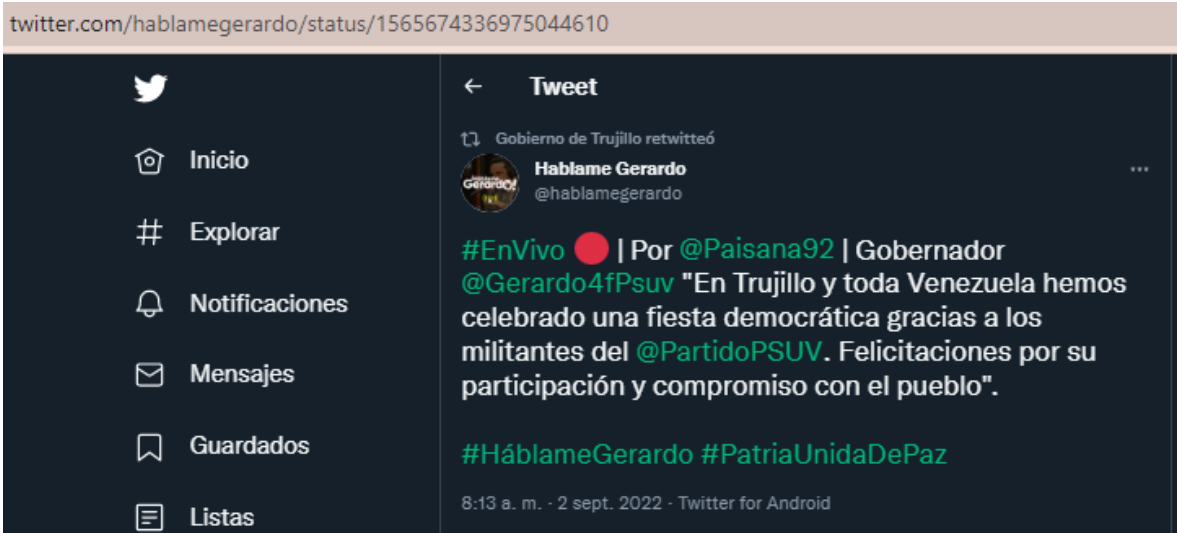 twitter.com/hablamegerardo/status/1565674336975044610
Tweet
Gobierno de Trujillo retwitteó
Inicio
Hablame Gerardo
@hablamegerardo
Explorar
#EnVivo 🔴 | Por @Paisana92 | Gobernador
@Gerardo4fPsuv "En Trujillo y toda Venezuela hemos
celebrado una fiesta democrática gracias a los
militantes del @PartidoPSUV. Felicitaciones por su
participación y compromiso con el pueblo".
#HáblameGerardo #PatriaUnidaDePaz
8:13 a. m. · 2 sept. 2022 · Twitter for Android
Notificaciones
Mensajes
Guardados
Listas